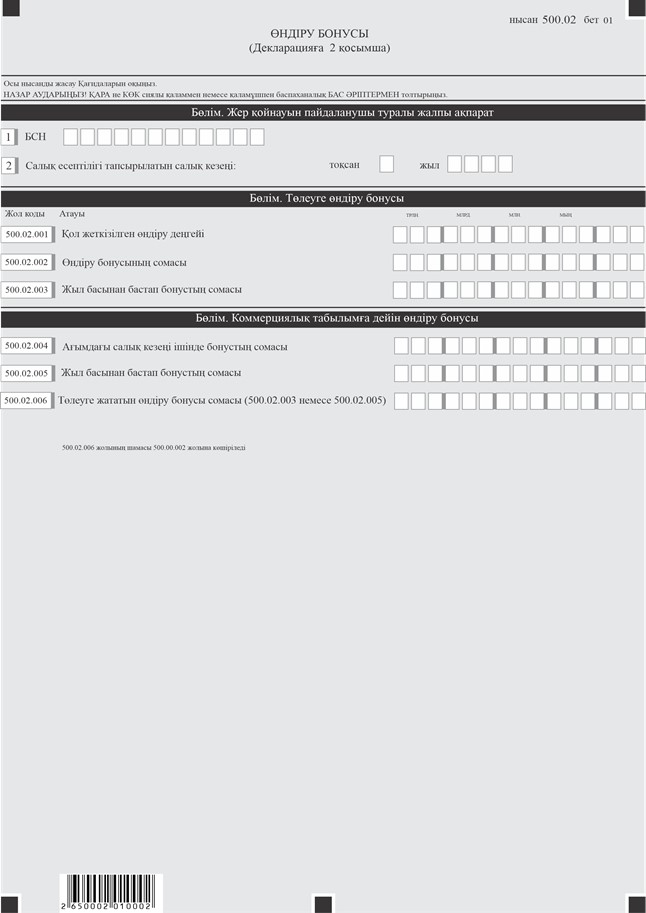 нысан 500.02 бет 01
ӨНДІРУ БОНУСЫ
(Декларацияға 2 қосымша)
Осы нысанды жасау Қағидаларын оқыңыз.
НАЗАР АУДАРЫҢЫЗ! ҚАРА не КӨК сиялы қаламмен немесе қаламұшпен баспаханалық БАС ӘРІПТЕРМЕН толтырыңыз.
Бөлім. Жер қойнауын пайдаланушы туралы жалпы ақпарат
1 БСН
2 Салық есептілігі тапсырылатын салық кезеңі: тоқсан жыл
Бөлім. Төлеуге өндіру бонусы
Жол коды Атауы трлн млрд млн мың
500.02.001 Қол жеткізілген өндіру деңгейі
500.02.002 Өндіру бонусының сомасы
500.02.003 Жыл басынан бастап бонустың сомасы
Бөлім. Коммерциялық табылымға дейін өндіру бонусы
500.02.004 Ағымдағы салық кезеңі ішінде бонустың сомасы
500.02.005 Жыл басынан бастап бонустың сомасы
500.02.006 Төлеуге жататын өндіру бонусы сомасы (500.02.003 немесе 500.02.005)
500.02.006 жолының шамасы 500.00.002 жолына көшіріледі
2 650002 010002